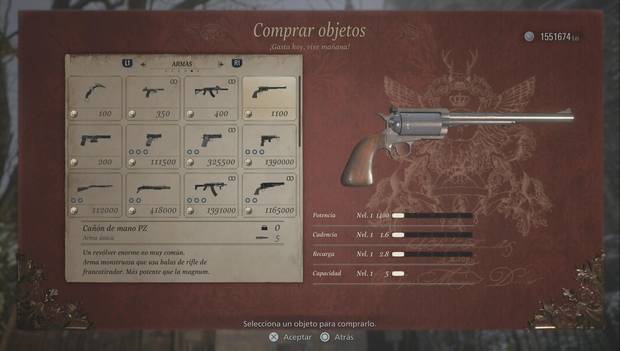 Comprar objetos
¡Gasta hoy, vive mañana!
1551674 Lei
L1 ARMAS R1
100 350 400 1100
200 111500 325500 1390000
112000 418000 1391000 1165000
Cañón de mano PZ 0
Arma única 5
Un revólver enorme no muy común.
Arma monstruosa que usa balas de rifle de
francotirador. Más potente que la magnum.
Potencia Nvl. 1 1400
Cadencia Nvl. 1 1.6
Recarga Nvl. 1 2.8
Capacidad Nvl. 1 5
Selecciona un objeto para comprarlo.
Aceptar Atrás